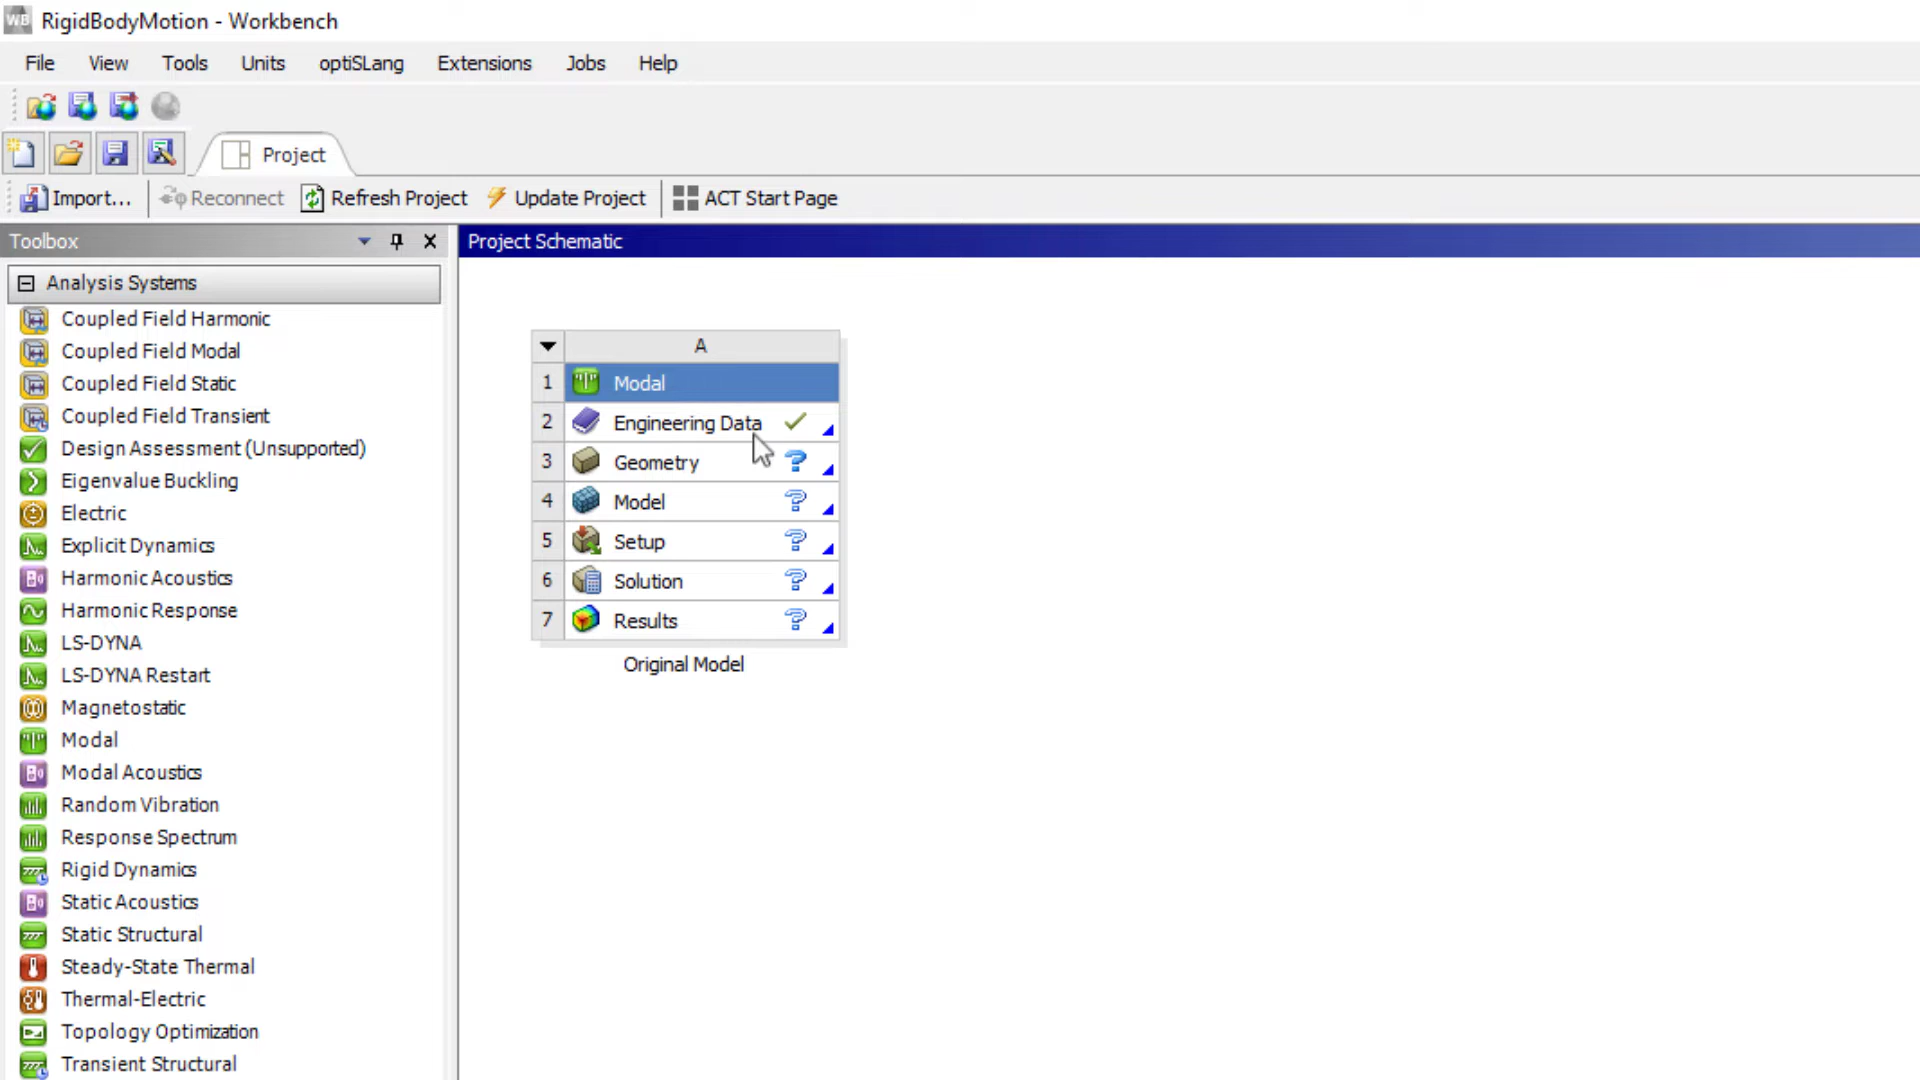 WB RigidBodyMotion - Workbench
File View Tools Units optiSLang Extensions Jobs Help
Project
Import... Reconnect Refresh Project Update Project ACT Start Page
Toolbox
Project Schematic
Analysis Systems
Coupled Field Harmonic
Coupled Field Modal
Coupled Field Static
Coupled Field Transient
Design Assessment (Unsupported)
Eigenvalue Buckling
Electric
Explicit Dynamics
Harmonic Acoustics
Harmonic Response
LS-DYNA
LS-DYNA Restart
Magnetostatic
Modal
Modal Acoustics
Random Vibration
Response Spectrum
Rigid Dynamics
Static Acoustics
Static Structural
Steady-State Thermal
Thermal-Electric
Topology Optimization
Transient Structural
A
1 Modal
2 Engineering Data
3 Geometry ?
4 Model ?
5 Setup ?
6 Solution ?
7 Results ?
Original Model